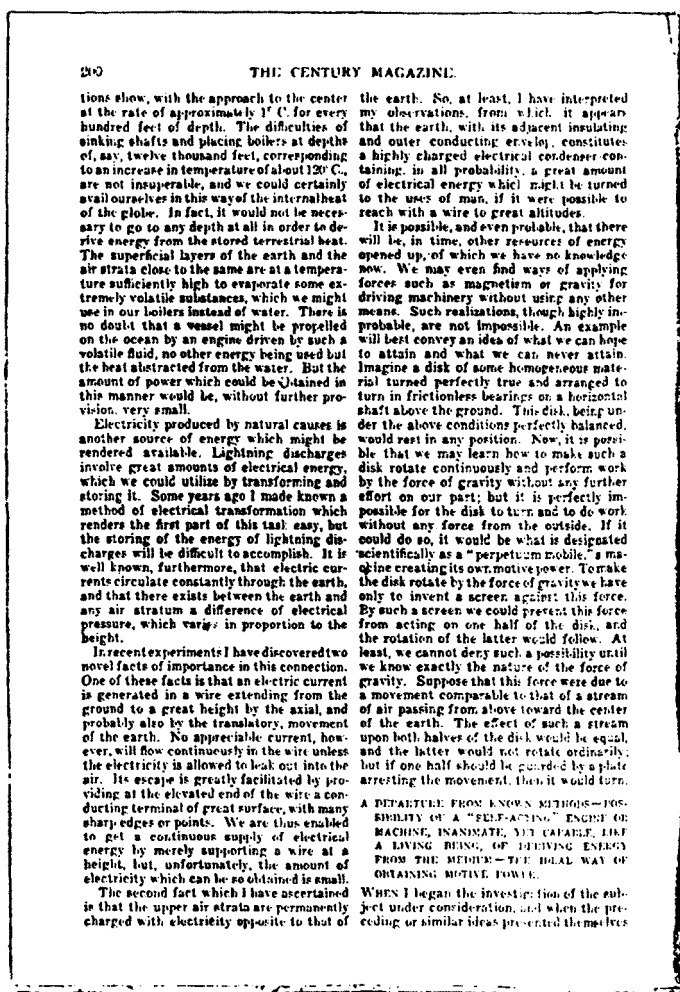 200
THE CENTURY MAGAZINE.
tions show, with the approach to the center
at the rate of approximately 1° C. for every
hundred feet of depth. The difficulties of
sinking shafts and placing boilers at depths
of, say, twelve thousand feet, corresponding
to an increase in temperature of about 120° C.,
are not insuperable, and we could certainly
avail ourselves in this way of the internal heat
of the globe. In fact, it would not be neces-
sary to go to any depth at all in order to de-
rive energy from the stored terrestrial heat.
The superficial layers of the earth and the
air strata close to the same are at a tempera-
ture sufficiently high to evaporate some ex-
tremely volatile substances, which we might
use in our boilers instead of water. There is
no doubt that a vessel might be propelled
on the ocean by an engine driven by such a
volatile fluid, no other energy being used but
the heat abstracted from the water. But the
amount of power which could be obtained in
this manner would be, without further pro-
vision, very small.
Electricity produced by natural causes is
another source of energy which might be
rendered available. Lightning discharges
involve great amounts of electrical energy,
which we could utilize by transforming and
storing it. Some years ago I made known a
method of electrical transformation which
renders the first part of this task easy, but
the storing of the energy of lightning dis-
charges will be difficult to accomplish. It is
well known, furthermore, that electric cur-
rents circulate constantly through the earth,
and that there exists between the earth and
any air stratum a difference of electrical
pressure, which varies in proportion to the
height.
In recent experiments I have discovered two
novel facts of importance in this connection.
One of these facts is that an electric current
is generated in a wire extending from the
ground to a great height by the axial, and
probably also by the translatory, movement
of the earth. No appreciable current, how-
ever, will flow continuously in the wire unless
the electricity is allowed to leak out into the
air. Its escape is greatly facilitated by pro-
viding at the elevated end of the wire a con-
ducting terminal of great surface, with many
sharp edges or points. We are thus enabled
to get a continuous supply of electrical
energy by merely supporting a wire at a
height, but, unfortunately, the amount of
electricity which can be so obtained is small.
The second fact which I have ascertained
is that the upper air strata are permanently
charged with electricity opposite to that of
the earth. So, at least, I have interpreted
my observations, from which it appears
that the earth, with its adjacent insulating
and outer conducting envelop, constitutes
a highly charged electrical condenser con-
taining, in all probability, a great amount
of electrical energy which might be turned
to the uses of man, if it were possible to
reach with a wire to great altitudes.
It is possible, and even probable, that there
will be, in time, other resources of energy
opened up, of which we have no knowledge
now. We may even find ways of applying
forces such as magnetism or gravity for
driving machinery without using any other
means. Such realizations, though highly im-
probable, are not impossible. An example
will best convey an idea of what we can hope
to attain and what we can never attain.
Imagine a disk of some homogeneous mate-
rial turned perfectly true and arranged to
turn in frictionless bearings on a horizontal
shaft above the ground. This disk, being un-
der the above conditions perfectly balanced,
would rest in any position. Now, it is possi-
ble that we may learn how to make such a
disk rotate continuously and perform work
by the force of gravity without any further
effort on our part; but it is perfectly im-
possible for the disk to turn and to do work
without any force from the outside. If it
could do so, it would be what is designated
scientifically as a "perpetuum mobile," a ma-
chine creating its own motive power. To make
the disk rotate by the force of gravity we have
only to invent a screen against this force.
By such a screen we could prevent this force
from acting on one half of the disk, and
the rotation of the latter would follow. At
least, we cannot deny such a possibility until
we know exactly the nature of the force of
gravity. Suppose that this force were due to
a movement comparable to that of a stream
of air passing from above toward the center
of the earth. The effect of such a stream
upon both halves of the disk would be equal,
and the latter would not rotate ordinarily;
but if one half should be guarded by a plate
arresting the movement, then it would turn.
A DEPARTURE FROM KNOWN METHODS—POS-
SIBILITY OF A "SELF-ACTING" ENGINE OR
MACHINE, INANIMATE, YET CAPABLE, LIKE
A LIVING BEING, OF DERIVING ENERGY
FROM THE MEDIUM—THE IDEAL WAY OF
OBTAINING MOTIVE POWER.
WHEN I began the investigation of the sub-
ject under consideration, and when the pre-
ceding or similar ideas presented themselves